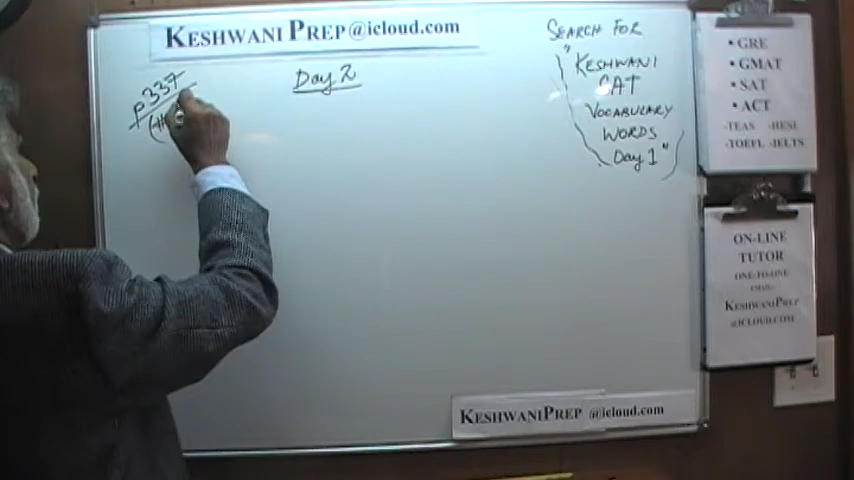 KESHWANI PREP@icloud.com
p337
(#
Day 2
SEARCH FOR
"KESHWANI
CAT
VOCABULARY
WORDS
Day 1"
• GRE
• GMAT
• SAT
• ACT
-TEAS -HESI
-TOEFL -IELTS
ON-LINE
TUTOR
ONE-TO-ONE
EMAIL:
KESHWANIPREP
@ICLOUD.COM
KESHWANIPREP @icloud.com